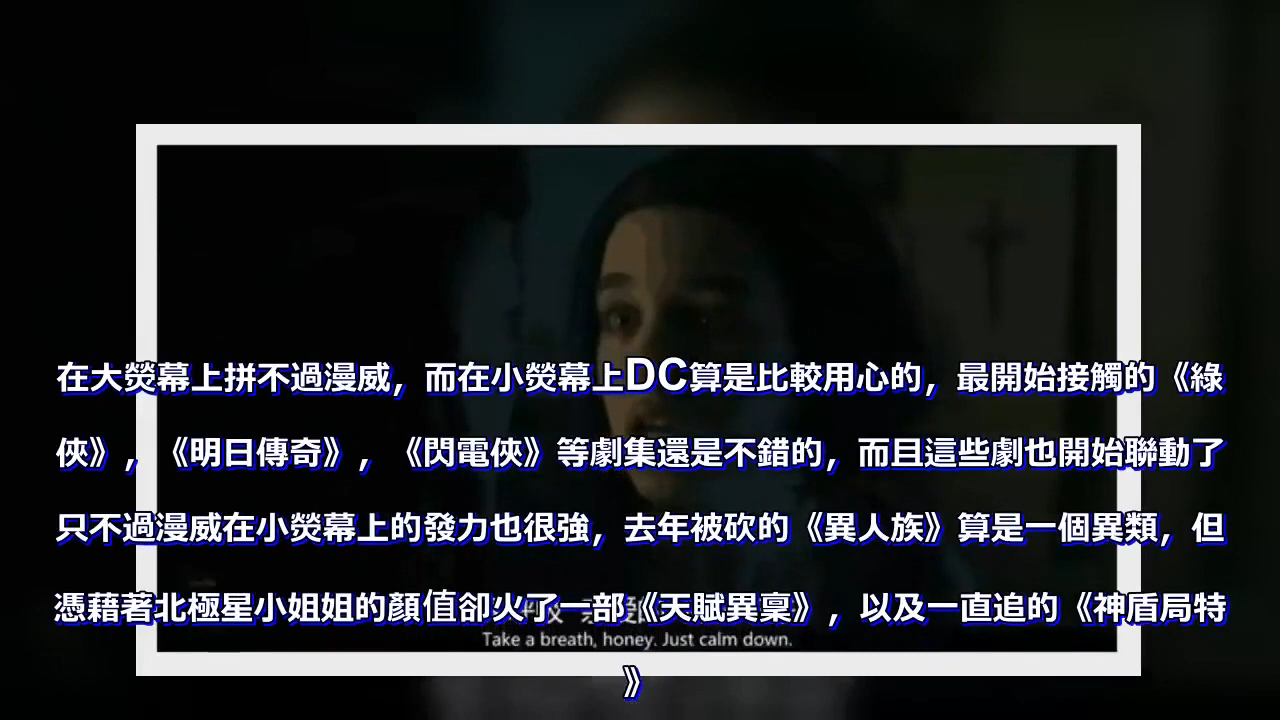 在大熒幕上拼不過漫威，而在小熒幕上DC算是比較用心的，最開始接觸的《綠
俠》，《明日傳奇》，《閃電俠》等劇集還是不錯的，而且這些劇也開始聯動了
只不過漫威在小熒幕上的發力也很強，去年被砍的《異人族》算是一個異類，但
憑藉著北極星小姐姐的顏值卻火了一部《天賦異稟》，以及一直追的《神盾局特
Take a breath, honey. Just calm down.
》